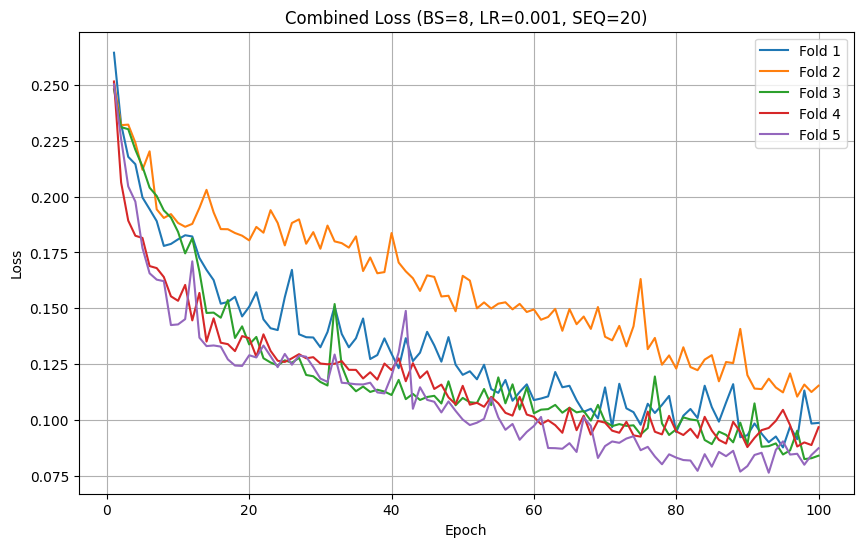 Combined Loss (BS=8, LR=0.001, SEQ=20)
Fold 1
Fold 2
Fold 3
Fold 4
Fold 5
0.250
0.225
0.200
0.175
0.150
0.125
0.100
0.075
Loss
0
20
40
60
80
100
Epoch